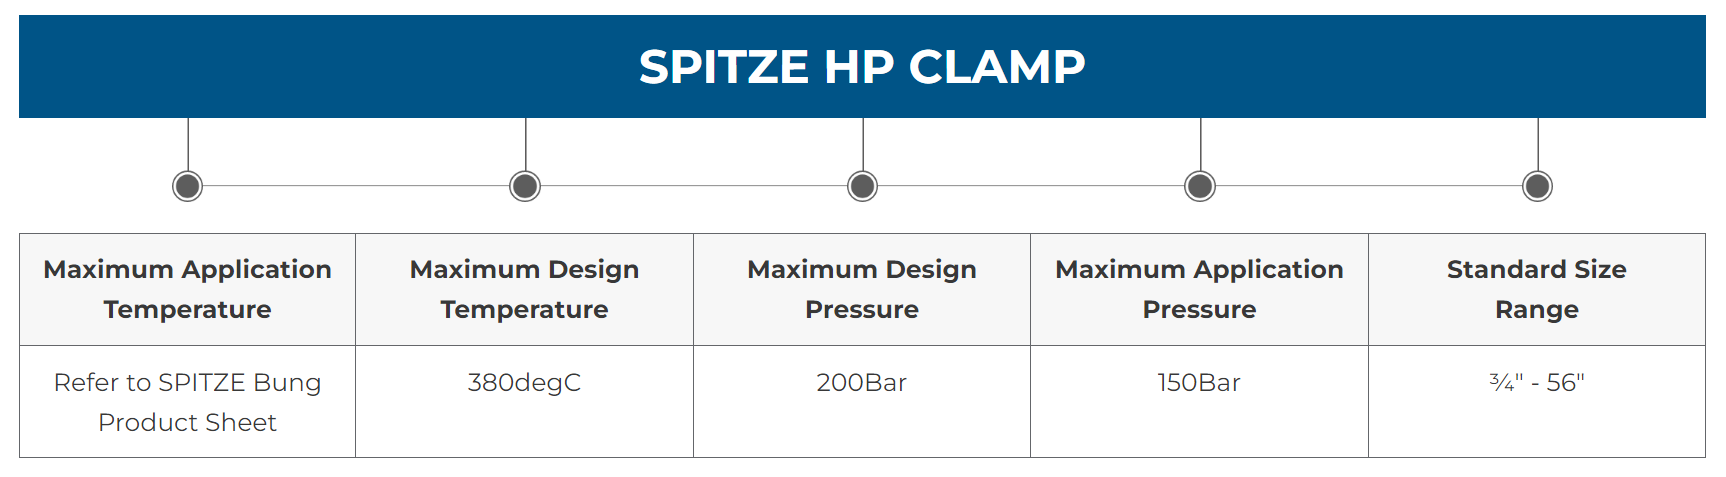 SPITZE HP CLAMP
Maximum Application
Temperature
Maximum Design
Temperature
Maximum Design
Pressure
Maximum Application
Pressure
Standard Size
Range
Refer to SPITZE Bung
Product Sheet
380degC
200Bar
150Bar
¾" - 56"